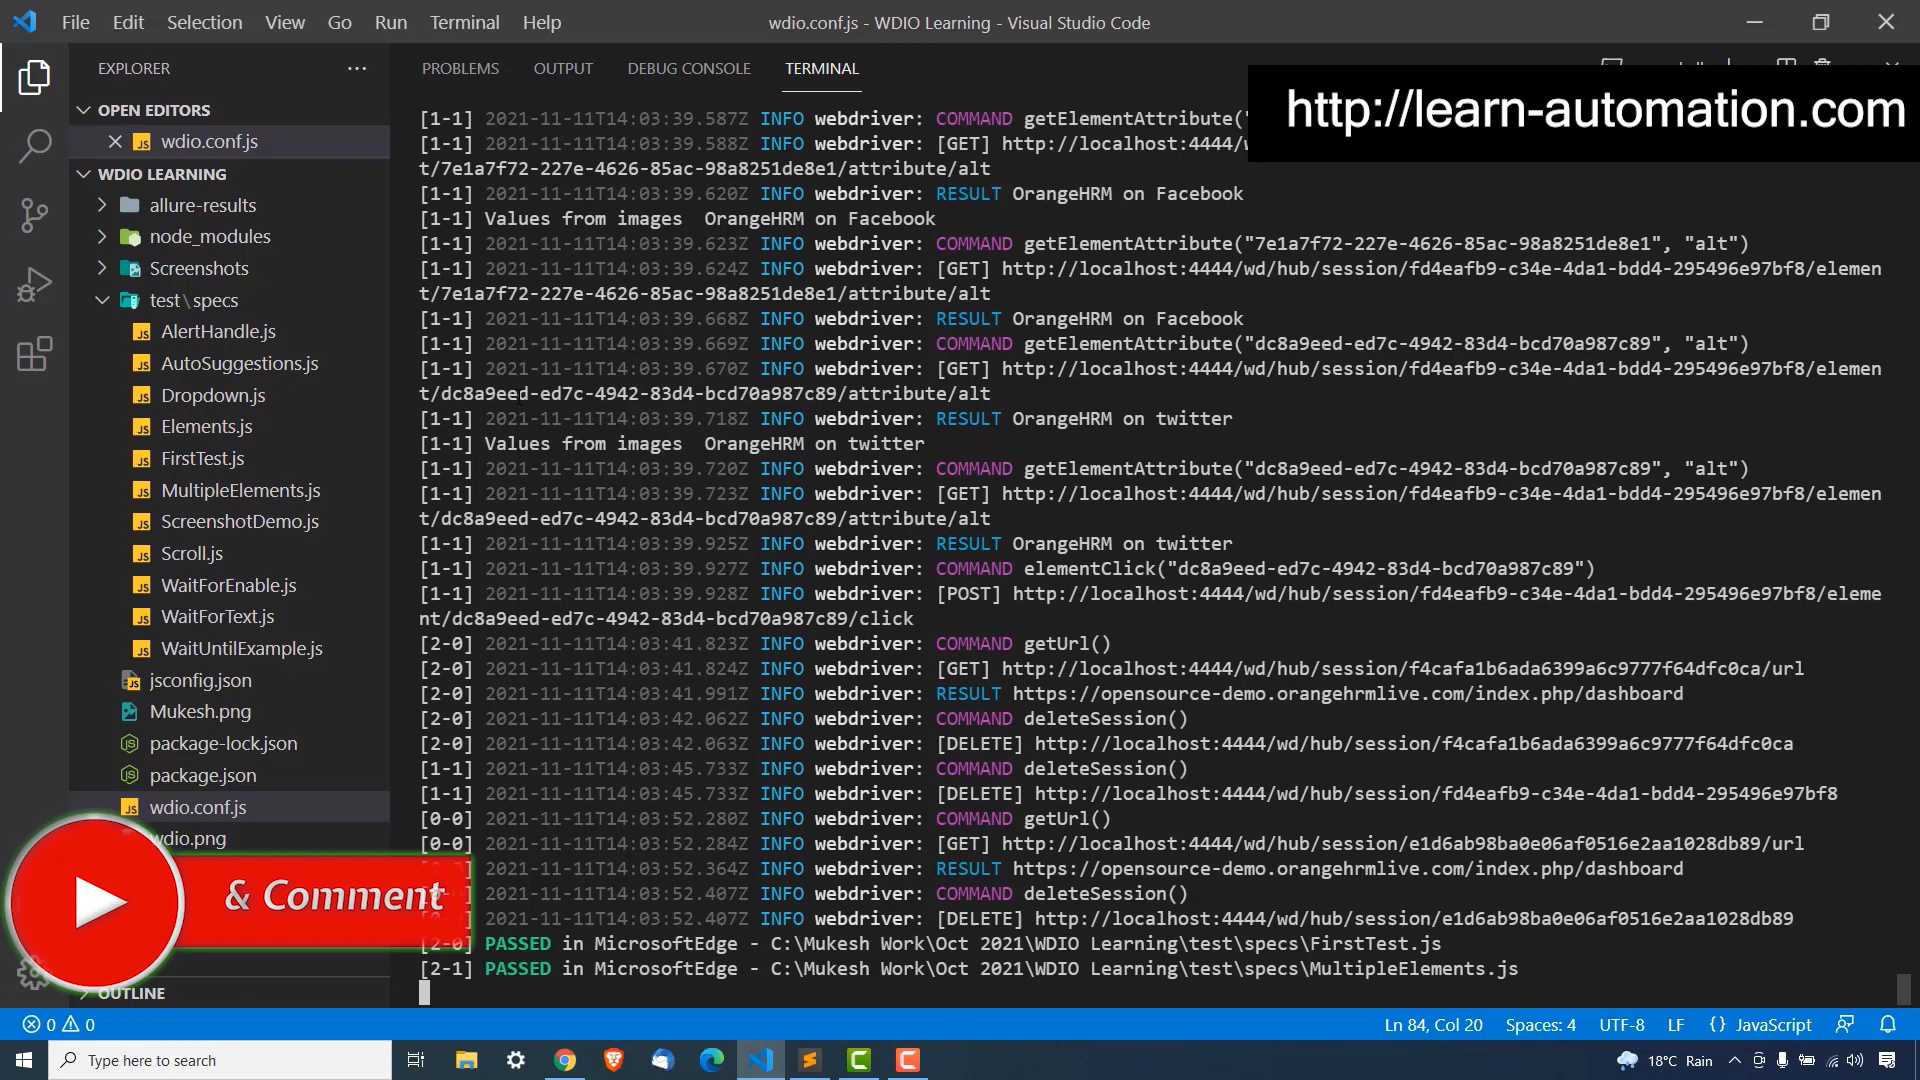 File Edit Selection View Go Run Terminal Help
wdio.conf.js - WDIO Learning - Visual Studio Code
EXPLORER
OPEN EDITORS
JS wdio.conf.js
WDIO LEARNING
allure-results
node_modules
Screenshots
test\specs
JS AlertHandle.js
JS AutoSuggestions.js
JS Dropdown.js
JS Elements.js
JS FirstTest.js
JS MultipleElements.js
JS ScreenshotDemo.js
JS Scroll.js
JS WaitForEnable.js
JS WaitForText.js
JS WaitUntilExample.js
jsconfig.json
Mukesh.png
package-lock.json
package.json
JS wdio.conf.js
wdio.png
OUTLINE
& Comment
PROBLEMS OUTPUT DEBUG CONSOLE TERMINAL
http://learn-automation.com
[1-1] 2021-11-11T14:03:39.587Z INFO webdriver: COMMAND getElementAttribute("
[1-1] 2021-11-11T14:03:39.588Z INFO webdriver: [GET] http://localhost:4444/w
t/7e1a7f72-227e-4626-85ac-98a8251de8e1/attribute/alt
[1-1] 2021-11-11T14:03:39.620Z INFO webdriver: RESULT OrangeHRM on Facebook
[1-1] Values from images  OrangeHRM on Facebook
[1-1] 2021-11-11T14:03:39.623Z INFO webdriver: COMMAND getElementAttribute("7e1a7f72-227e-4626-85ac-98a8251de8e1", "alt")
[1-1] 2021-11-11T14:03:39.624Z INFO webdriver: [GET] http://localhost:4444/wd/hub/session/fd4eafb9-c34e-4da1-bdd4-295496e97bf8/elemen
t/7e1a7f72-227e-4626-85ac-98a8251de8e1/attribute/alt
[1-1] 2021-11-11T14:03:39.668Z INFO webdriver: RESULT OrangeHRM on Facebook
[1-1] 2021-11-11T14:03:39.669Z INFO webdriver: COMMAND getElementAttribute("dc8a9eed-ed7c-4942-83d4-bcd70a987c89", "alt")
[1-1] 2021-11-11T14:03:39.670Z INFO webdriver: [GET] http://localhost:4444/wd/hub/session/fd4eafb9-c34e-4da1-bdd4-295496e97bf8/elemen
t/dc8a9eed-ed7c-4942-83d4-bcd70a987c89/attribute/alt
[1-1] 2021-11-11T14:03:39.718Z INFO webdriver: RESULT OrangeHRM on twitter
[1-1] Values from images  OrangeHRM on twitter
[1-1] 2021-11-11T14:03:39.720Z INFO webdriver: COMMAND getElementAttribute("dc8a9eed-ed7c-4942-83d4-bcd70a987c89", "alt")
[1-1] 2021-11-11T14:03:39.723Z INFO webdriver: [GET] http://localhost:4444/wd/hub/session/fd4eafb9-c34e-4da1-bdd4-295496e97bf8/elemen
t/dc8a9eed-ed7c-4942-83d4-bcd70a987c89/attribute/alt
[1-1] 2021-11-11T14:03:39.925Z INFO webdriver: RESULT OrangeHRM on twitter
[1-1] 2021-11-11T14:03:39.927Z INFO webdriver: COMMAND elementClick("dc8a9eed-ed7c-4942-83d4-bcd70a987c89")
[1-1] 2021-11-11T14:03:39.928Z INFO webdriver: [POST] http://localhost:4444/wd/hub/session/fd4eafb9-c34e-4da1-bdd4-295496e97bf8/eleme
nt/dc8a9eed-ed7c-4942-83d4-bcd70a987c89/click
[2-0] 2021-11-11T14:03:41.823Z INFO webdriver: COMMAND getUrl()
[2-0] 2021-11-11T14:03:41.824Z INFO webdriver: [GET] http://localhost:4444/wd/hub/session/f4cafa1b6ada6399a6c9777f64dfc0ca/url
[2-0] 2021-11-11T14:03:41.991Z INFO webdriver: RESULT https://opensource-demo.orangehrmlive.com/index.php/dashboard
[2-0] 2021-11-11T14:03:42.062Z INFO webdriver: COMMAND deleteSession()
[2-0] 2021-11-11T14:03:42.063Z INFO webdriver: [DELETE] http://localhost:4444/wd/hub/session/f4cafa1b6ada6399a6c9777f64dfc0ca
[1-1] 2021-11-11T14:03:45.733Z INFO webdriver: COMMAND deleteSession()
[1-1] 2021-11-11T14:03:45.733Z INFO webdriver: [DELETE] http://localhost:4444/wd/hub/session/fd4eafb9-c34e-4da1-bdd4-295496e97bf8
[0-0] 2021-11-11T14:03:52.280Z INFO webdriver: COMMAND getUrl()
[0-0] 2021-11-11T14:03:52.284Z INFO webdriver: [GET] http://localhost:4444/wd/hub/session/e1d6ab98ba0e06af0516e2aa1028db89/url
2021-11-11T14:03:52.364Z INFO webdriver: RESULT https://opensource-demo.orangehrmlive.com/index.php/dashboard
2021-11-11T14:03:52.407Z INFO webdriver: COMMAND deleteSession()
2021-11-11T14:03:52.407Z INFO webdriver: [DELETE] http://localhost:4444/wd/hub/session/e1d6ab98ba0e06af0516e2aa1028db89
[2-0] PASSED in MicrosoftEdge - C:\Mukesh Work\Oct 2021\WDIO Learning\test\specs\FirstTest.js
[2-1] PASSED in MicrosoftEdge - C:\Mukesh Work\Oct 2021\WDIO Learning\test\specs\MultipleElements.js
0 0
Ln 84, Col 20 Spaces: 4 UTF-8 LF {} JavaScript
Type here to search
18°C Rain